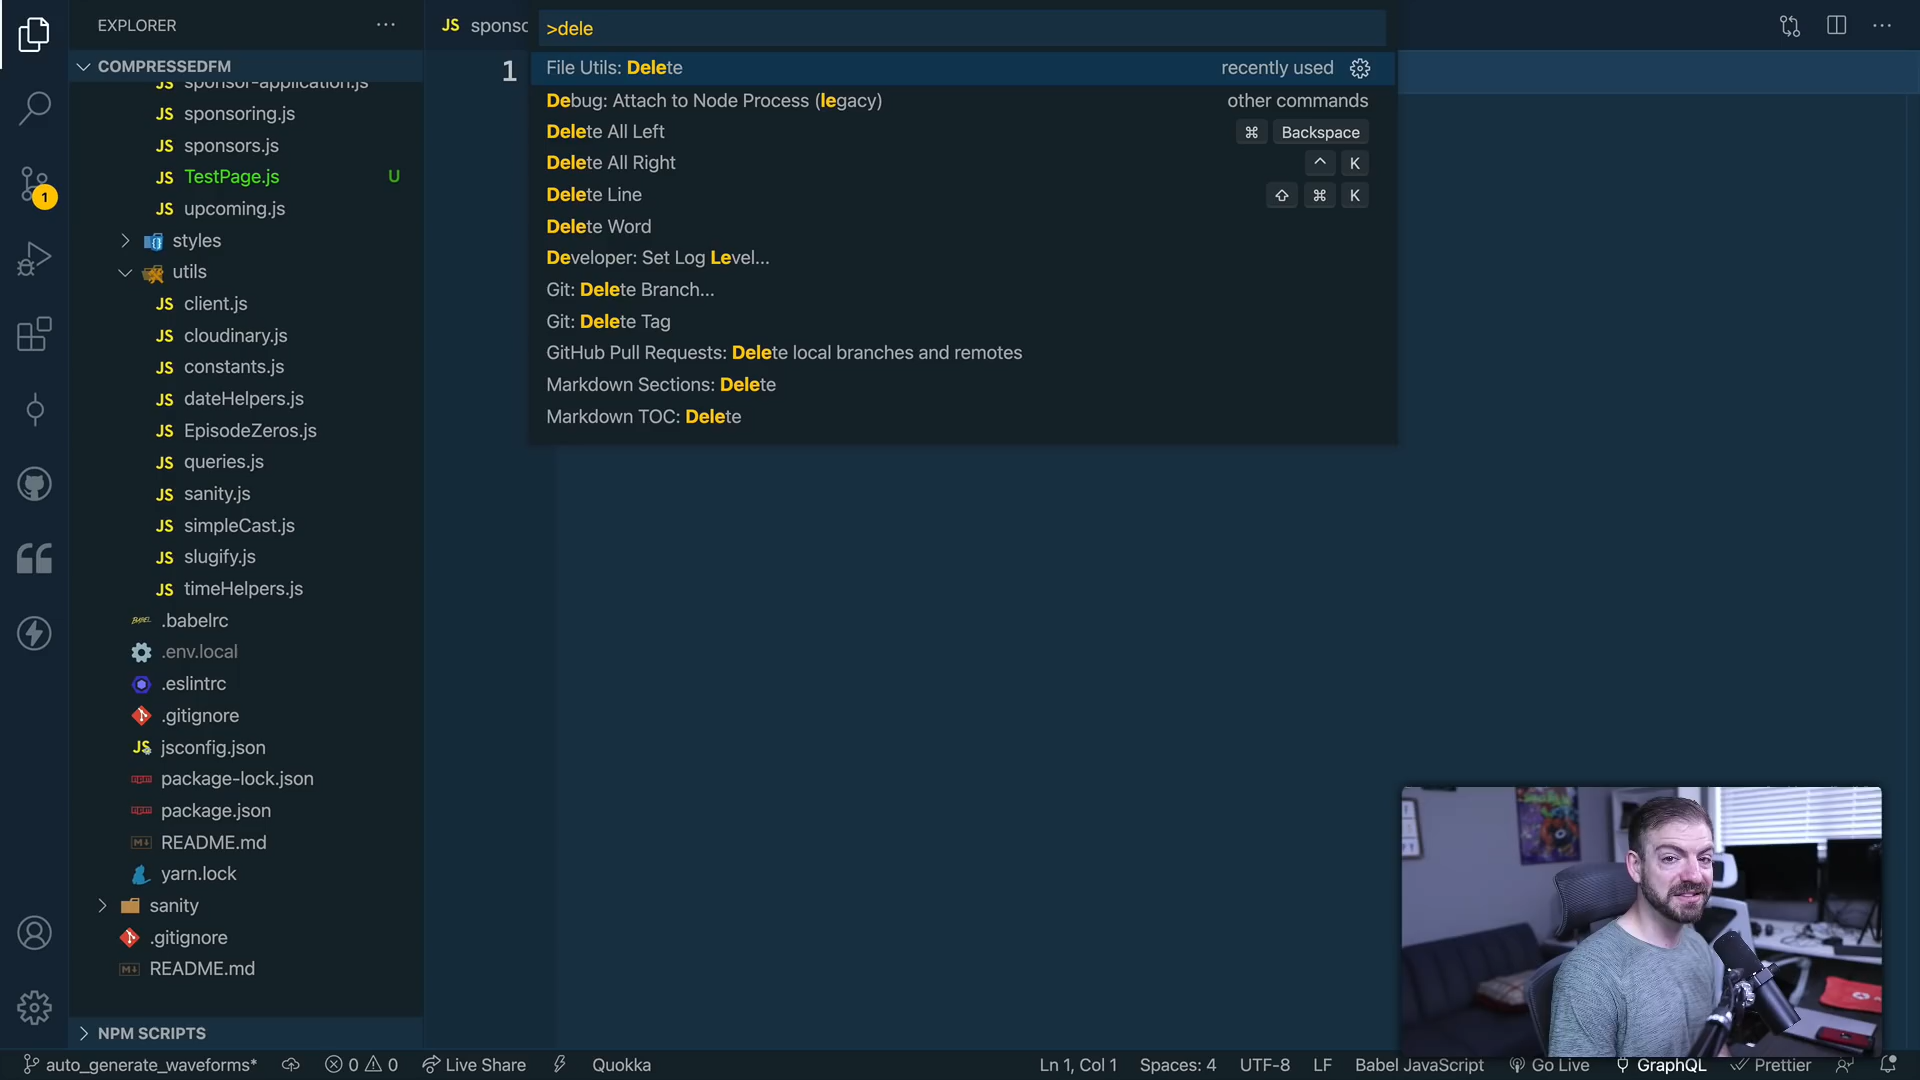 EXPLORER
COMPRESSEDFM
sponsor-application.js
sponsoring.js
sponsors.js
TestPage.js U
upcoming.js
styles
utils
client.js
cloudinary.js
constants.js
dateHelpers.js
EpisodeZeros.js
queries.js
sanity.js
simpleCast.js
slugify.js
timeHelpers.js
.babelrc
.env.local
.eslintrc
.gitignore
jsconfig.json
package-lock.json
package.json
README.md
yarn.lock
sanity
.gitignore
README.md
NPM SCRIPTS
JS sponso
1
>dele
File Utils: Delete recently used
Debug: Attach to Node Process (legacy) other commands
Delete All Left ⌘ Backspace
Delete All Right ^ K
Delete Line ⇧ ⌘ K
Delete Word
Developer: Set Log Level...
Git: Delete Branch...
Git: Delete Tag
GitHub Pull Requests: Delete local branches and remotes
Markdown Sections: Delete
Markdown TOC: Delete
auto_generate_waveforms* 0 0 Live Share Quokka Ln 1, Col 1 Spaces: 4 UTF-8 LF Babel JavaScript Go Live GraphQL Prettier